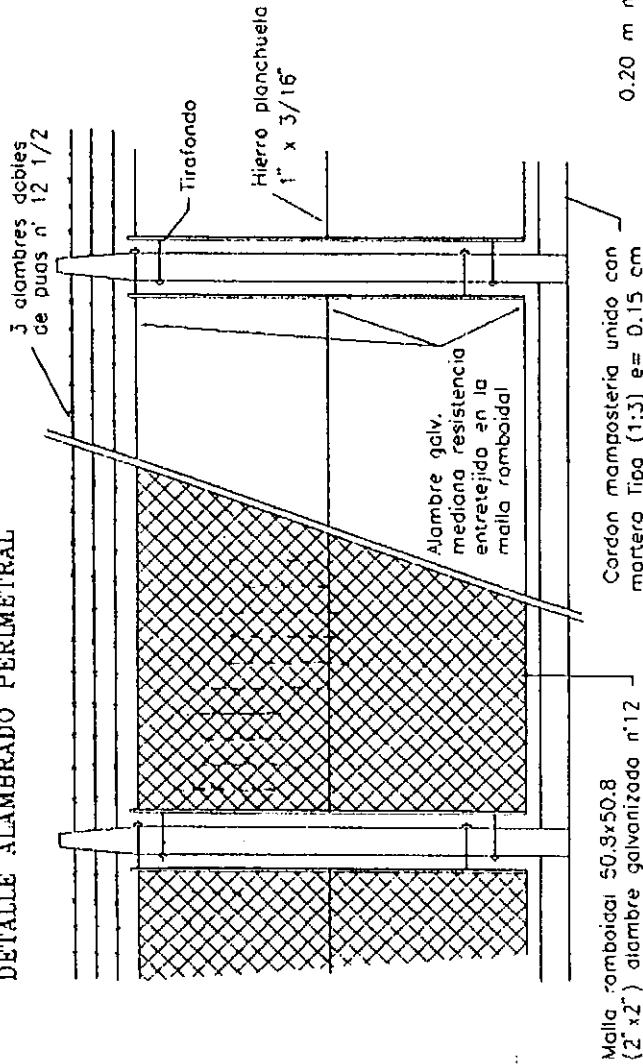 DETALLE ALAMBRADO PERIMETRAL
3 alambres dobles
de puas n° 12 1/2
Tirafondo
Hierro planchuela
1" x 3/16"
Alambre galv.
mediana resistencia
entretejido en la
malla romboidal
Malla romboidal 50.8x50.8
(2"x2") alambre galvanizado n°12
Cordon mamposteria unido con
mortero Tipo (1:3) e= 0.15 cm
0.20 m